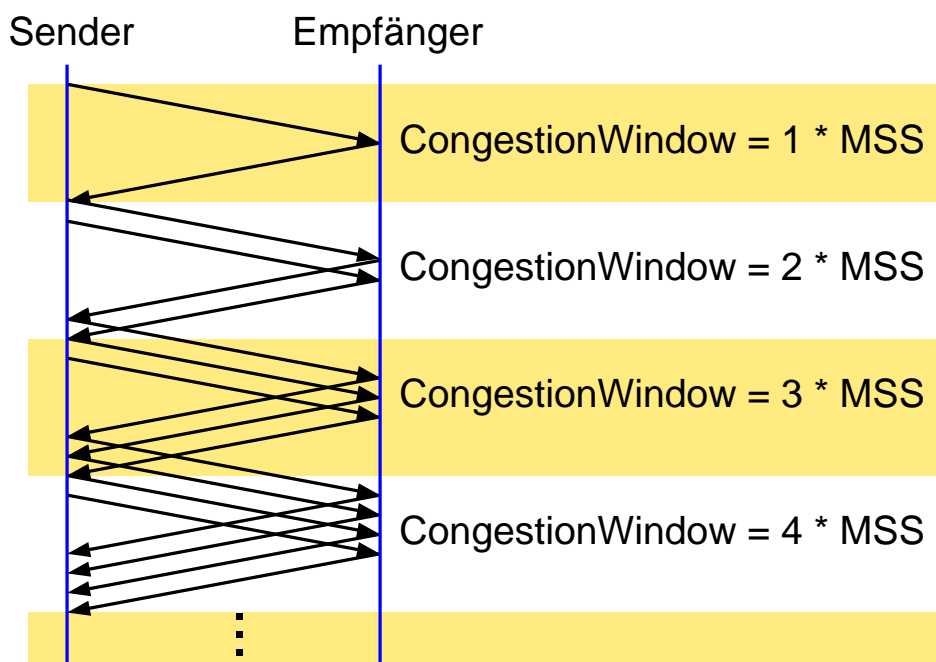 Sender Empfänger
CongestionWindow = 1 * MSS
CongestionWindow = 2 * MSS
CongestionWindow = 3 * MSS
CongestionWindow = 4 * MSS